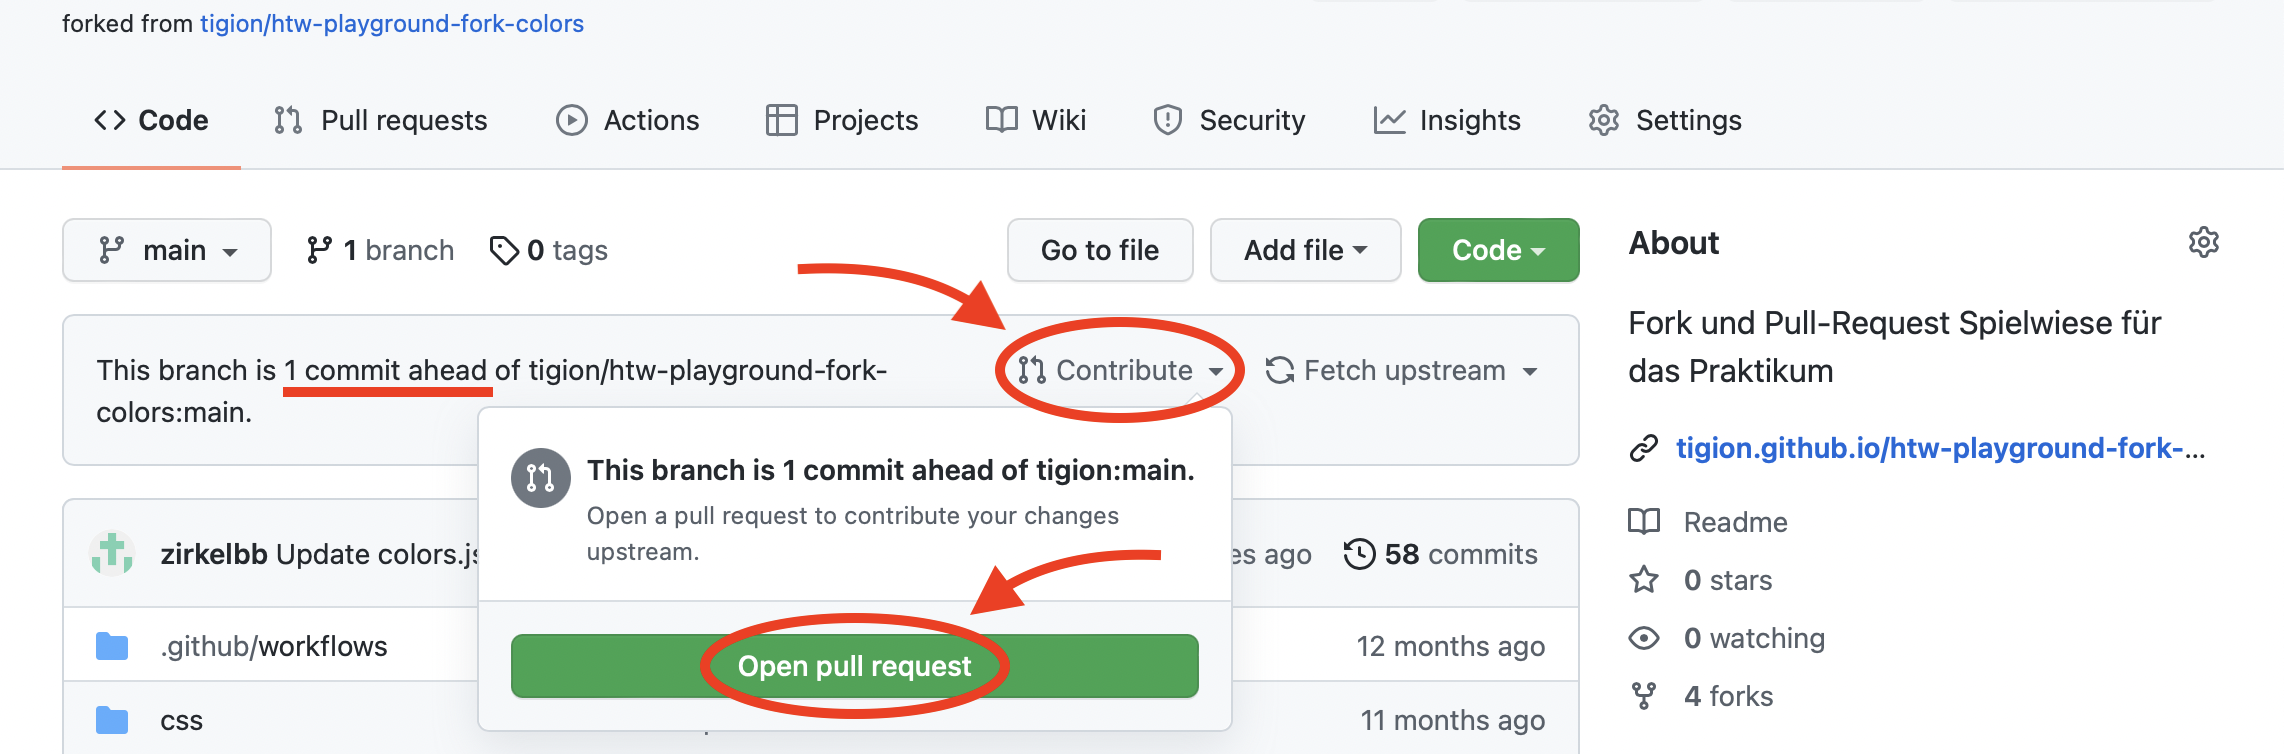 forked from tigion/htw-playground-fork-colors
Code
Pull requests
Actions
Projects
Wiki
Security
Insights
Settings
main
1 branch
0 tags
Go to file
Add file
Code
This branch is 1 commit ahead of tigion/htw-playground-fork-
colors:main.
Contribute
Fetch upstream
This branch is 1 commit ahead of tigion:main.
Open a pull request to contribute your changes
upstream.
Open pull request
zirkelbb Update colors.js
ago
58 commits
.github/workflows
12 months ago
css
11 months ago
About
Fork und Pull-Request Spielwiese für
das Praktikum
tigion.github.io/htw-playground-fork-...
Readme
0 stars
0 watching
4 forks